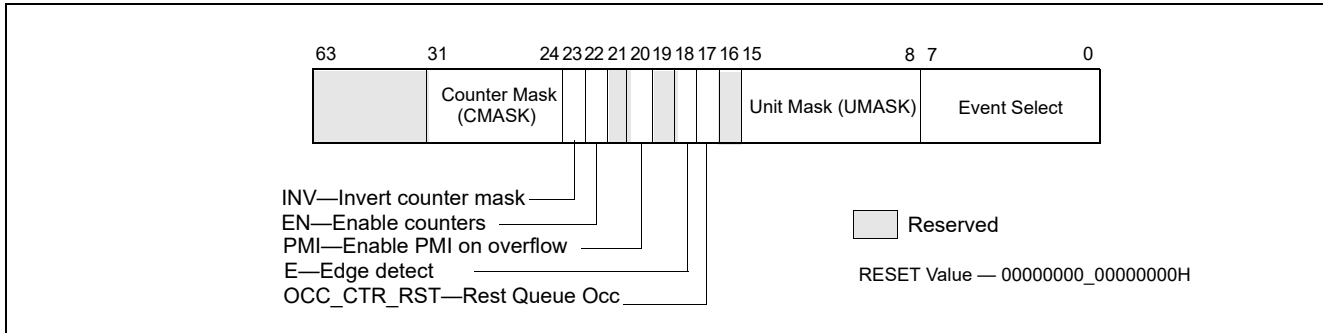 63 31 24 23 22 21 20 19 18 17 16 15 8 7 0
Counter Mask
(CMASK)
Unit Mask (UMASK)
Event Select
INV—Invert counter mask
EN—Enable counters
PMI—Enable PMI on overflow
E—Edge detect
OCC_CTR_RST—Rest Queue Occ
Reserved
RESET Value — 00000000_00000000H